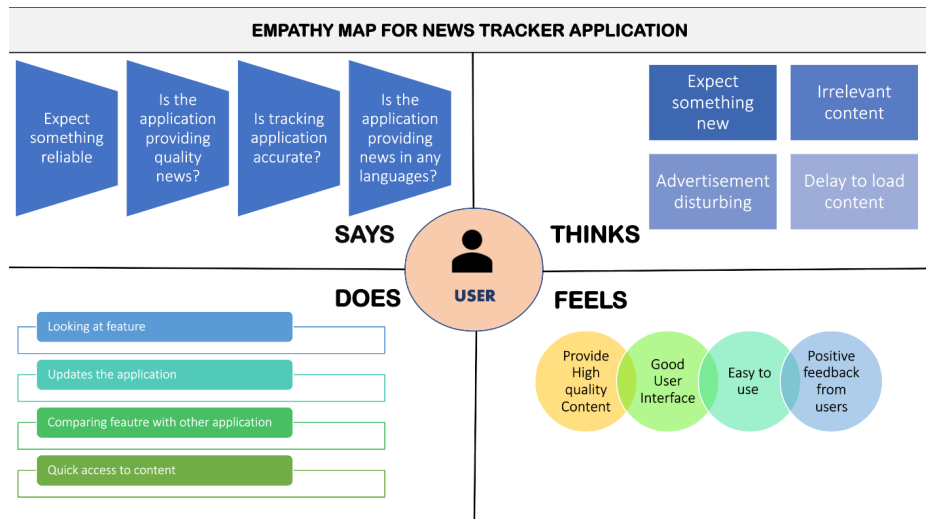 EMPATHY MAP FOR NEWS TRACKER APPLICATION
Expect
something
reliable
Is the
application
providing
quality
news?
Is tracking
application
accurate?
Is the
application
providing
news in any
languages?
SAYS
Expect
something
new
Irrelevant
content
Advertisement
disturbing
Delay to load
content
THINKS
USER
DOES
Looking at feature
Updates the application
Comparing feautre with other application
Quick access to content
FEELS
Provide
High
quality
Content
Good
User
Interface
Easy to
use
Positive
feedback
from
users